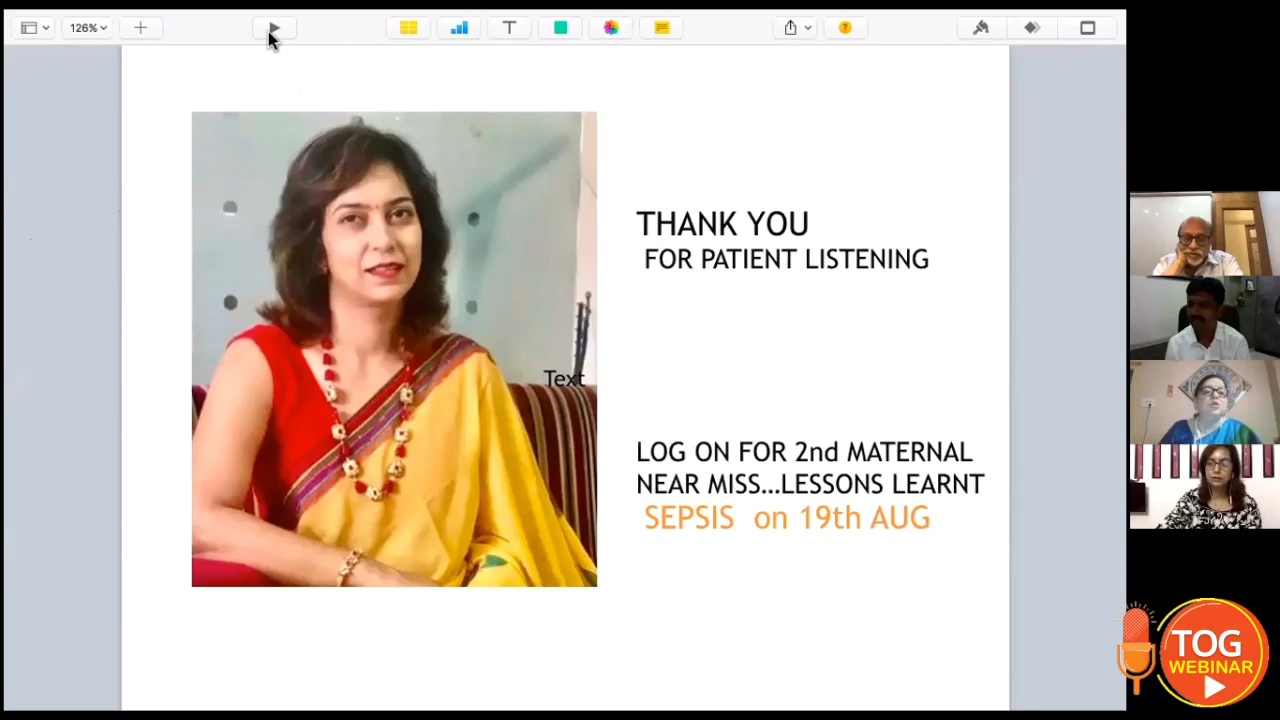 126%
THANK YOU
FOR PATIENT LISTENING
Text
LOG ON FOR 2nd MATERNAL
NEAR MISS...LESSONS LEARNT
SEPSIS on 19th AUG
TOG
WEBINAR